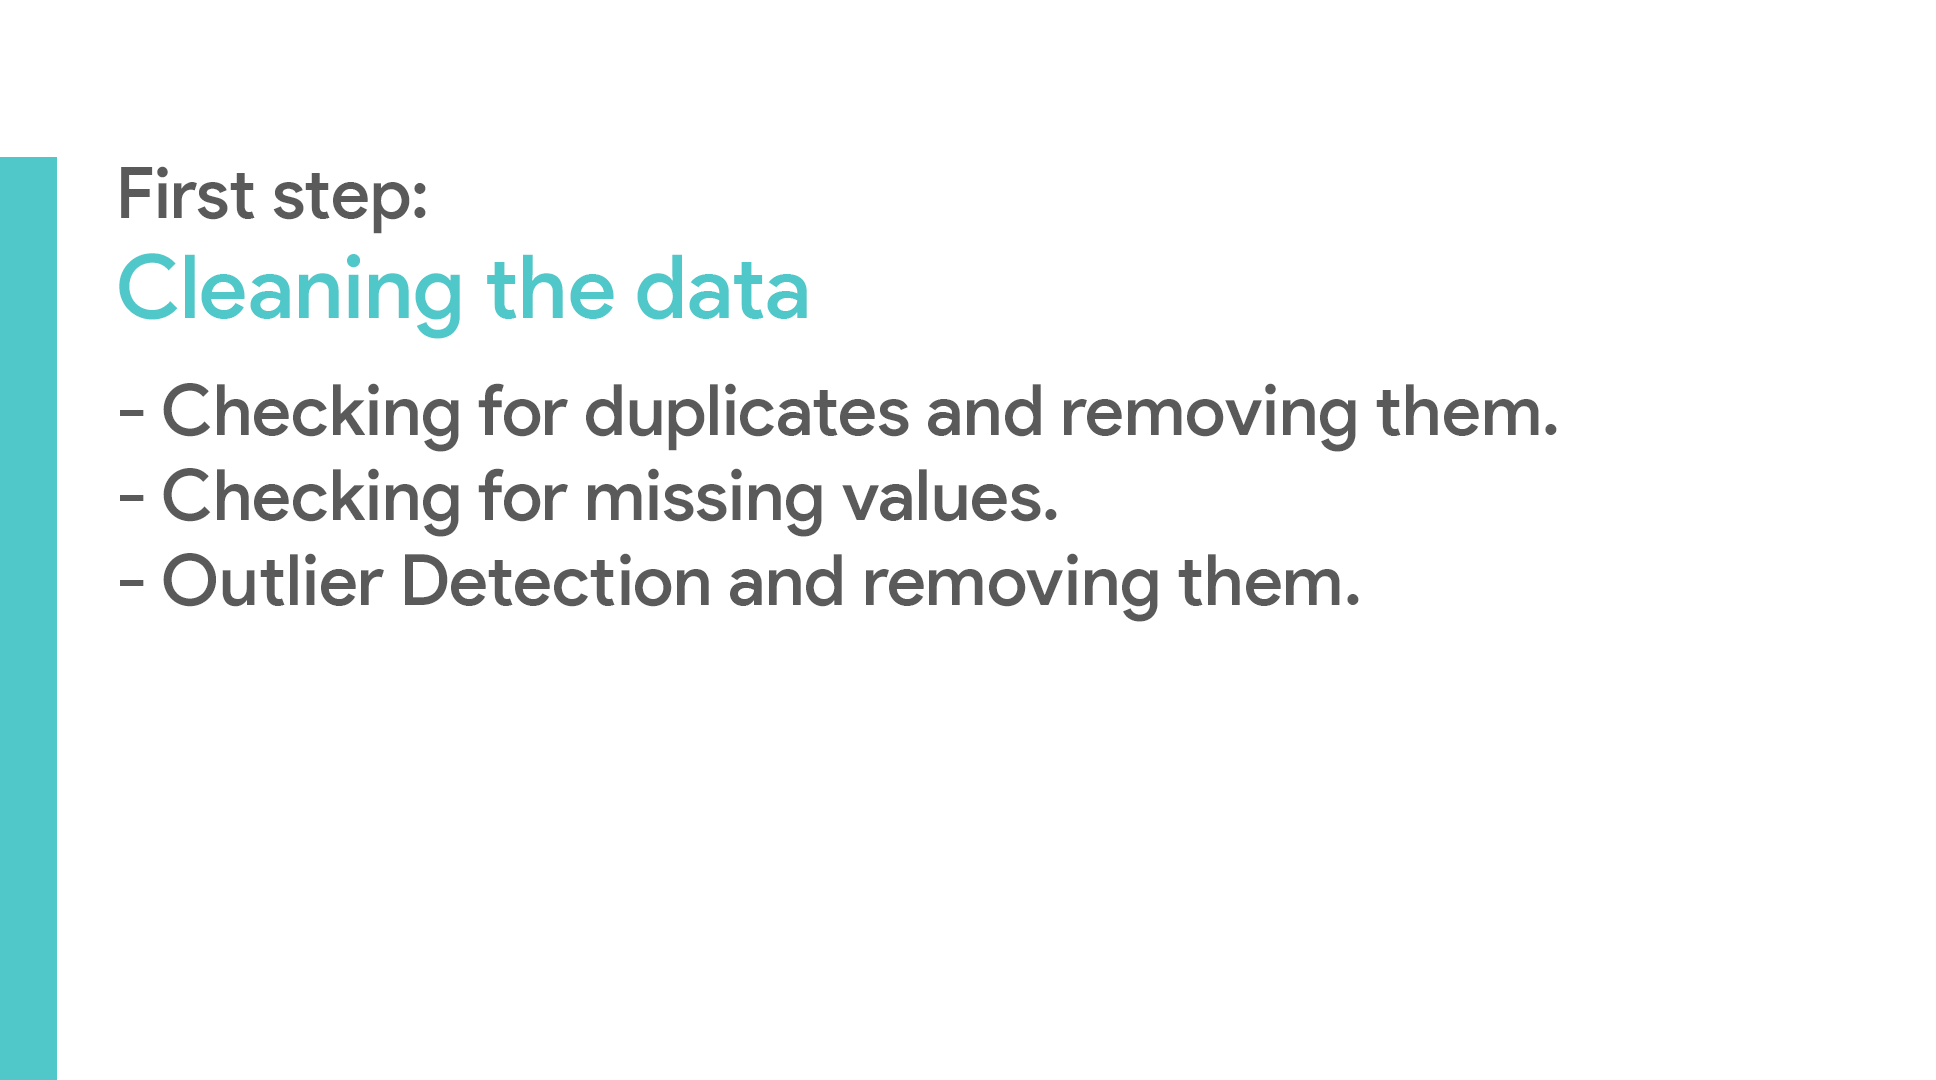 First step:
Cleaning the data
- Checking for duplicates and removing them.
- Checking for missing values.
- Outlier Detection and removing them.